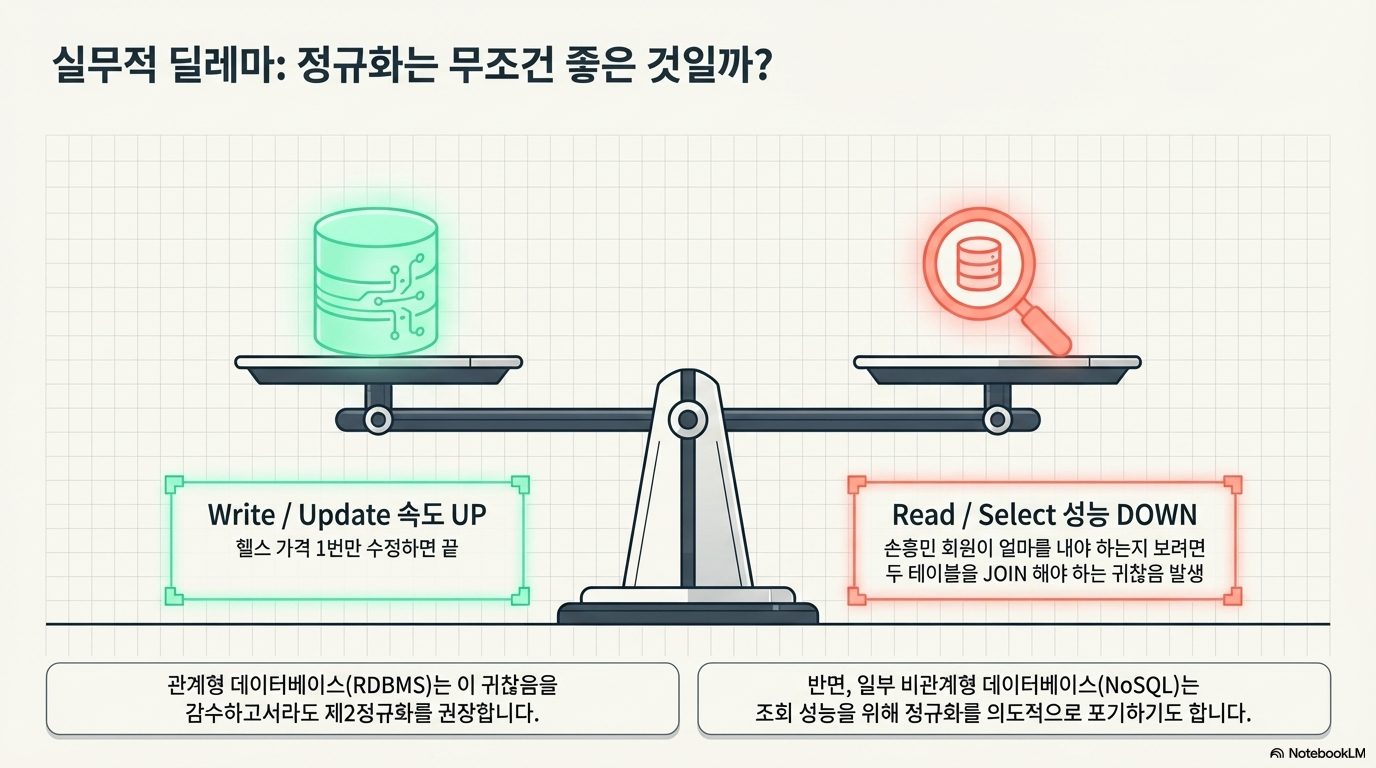 실무적 딜레마: 정규화는 무조건 좋은 것일까?
Write / Update 속도 UP
헬스 가격 1번만 수정하면 끝
Read / Select 성능 DOWN
손흥민 회원이 얼마를 내야 하는지 보려면
두 테이블을 JOIN 해야 하는 귀찮음 발생
관계형 데이터베이스(RDBMS)는 이 귀찮음을
감수하고서라도 제2정규화를 권장합니다.
반면, 일부 비관계형 데이터베이스(NoSQL)는
조회 성능을 위해 정규화를 의도적으로 포기하기도 합니다.
NotebookLM